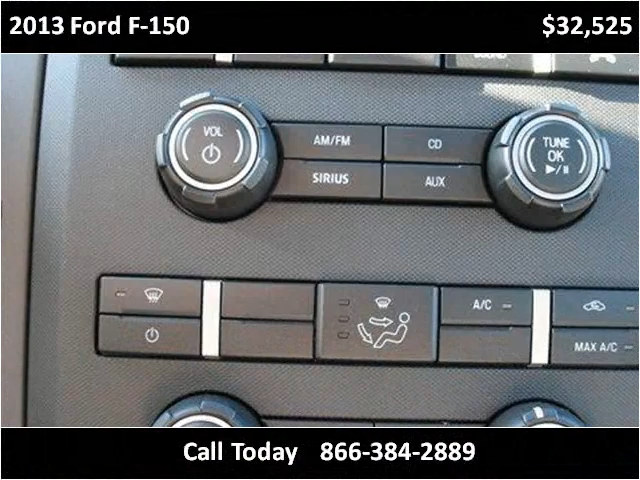 2013 Ford F-150 $32,525
VOL
AM/FM CD
SIRIUS AUX
TUNE
OK
A/C
MAX A/C
Call Today 866-384-2889